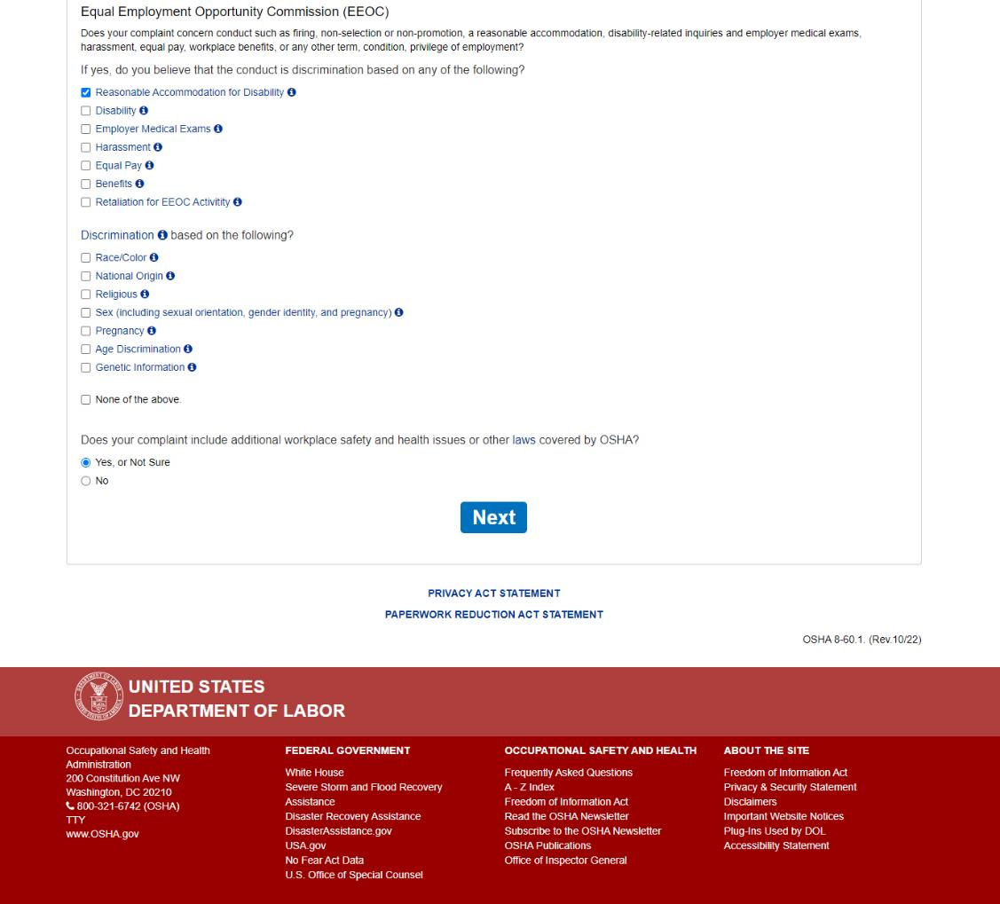 Equal Employment Opportunity Commission (EEOC)
Does your complaint concern conduct such as firing, non-selection or non-promotion, a reasonable accommodation, disability-related inquiries and employer medical exams,
harassment, equal pay, workplace benefits, or any other term, condition, privilege of employment?
If yes, do you believe that the conduct is discrimination based on any of the following?
Reasonable Accommodation for Disability
Disability
Employer Medical Exams
Harassment
Equal Pay
Benefits
Retaliation for EEOC Activitity
Discrimination based on the following?
Race/Color
National Origin
Religious
Sex (including sexual orientation, gender identity, and pregnancy)
Pregnancy
Age Discrimination
Genetic Information
None of the above.
Does your complaint include additional workplace safety and health issues or other laws covered by OSHA?
Yes, or Not Sure
No
Next
PRIVACY ACT STATEMENT
PAPERWORK REDUCTION ACT STATEMENT
OSHA 8-60.1. (Rev.10/22)
UNITED STATES
DEPARTMENT OF LABOR
Occupational Safety and Health
Administration
200 Constitution Ave NW
Washington, DC 20210
800-321-6742 (OSHA)
TTY
www.OSHA.gov
FEDERAL GOVERNMENT
White House
Severe Storm and Flood Recovery
Assistance
Disaster Recovery Assistance
DisasterAssistance.gov
USA.gov
No Fear Act Data
U.S. Office of Special Counsel
OCCUPATIONAL SAFETY AND HEALTH
Frequently Asked Questions
A - Z Index
Freedom of Information Act
Read the OSHA Newsletter
Subscribe to the OSHA Newsletter
OSHA Publications
Office of Inspector General
ABOUT THE SITE
Freedom of Information Act
Privacy & Security Statement
Disclaimers
Important Website Notices
Plug-Ins Used by DOL
Accessibility Statement